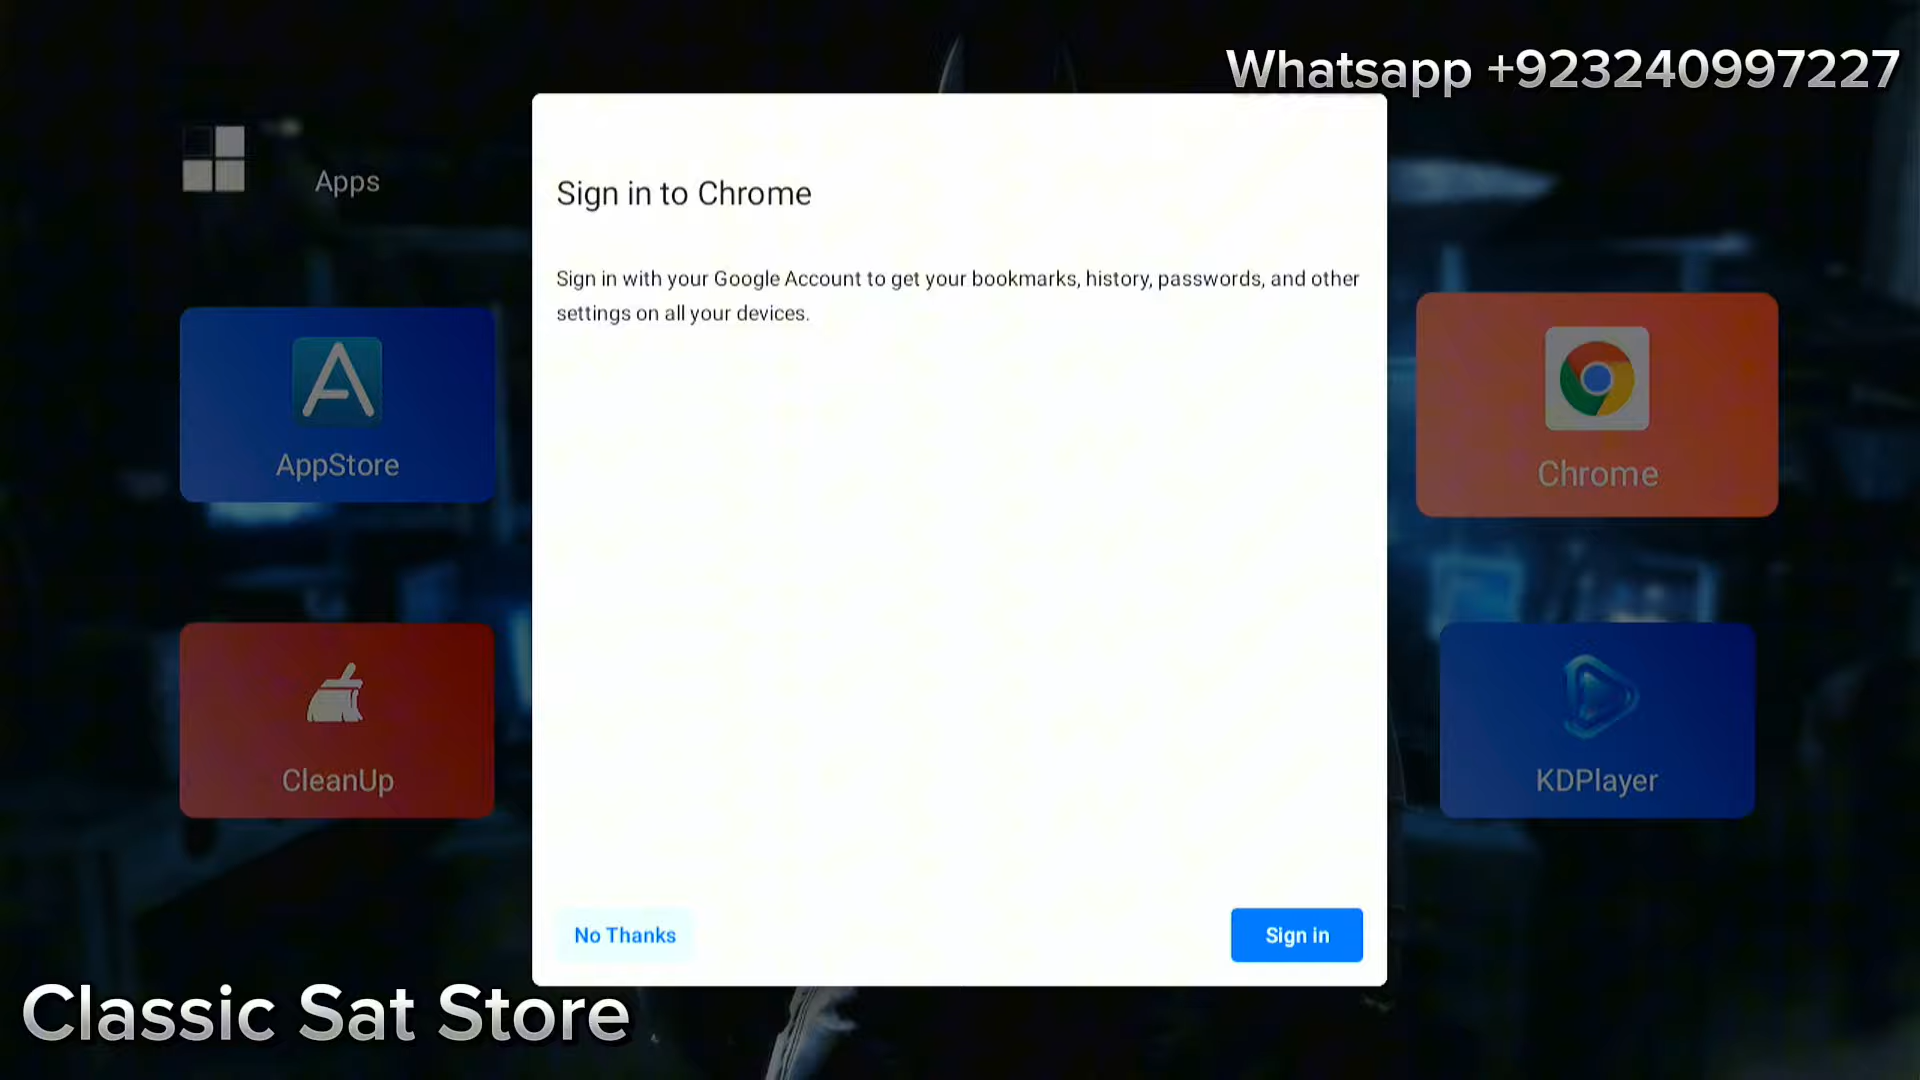 Whatsapp +923240997227
Apps
Sign in to Chrome
Sign in with your Google Account to get your bookmarks, history, passwords, and other
settings on all your devices.
AppStore
Chrome
CleanUp
KDPlayer
No Thanks
Sign in
Classic Sat Store